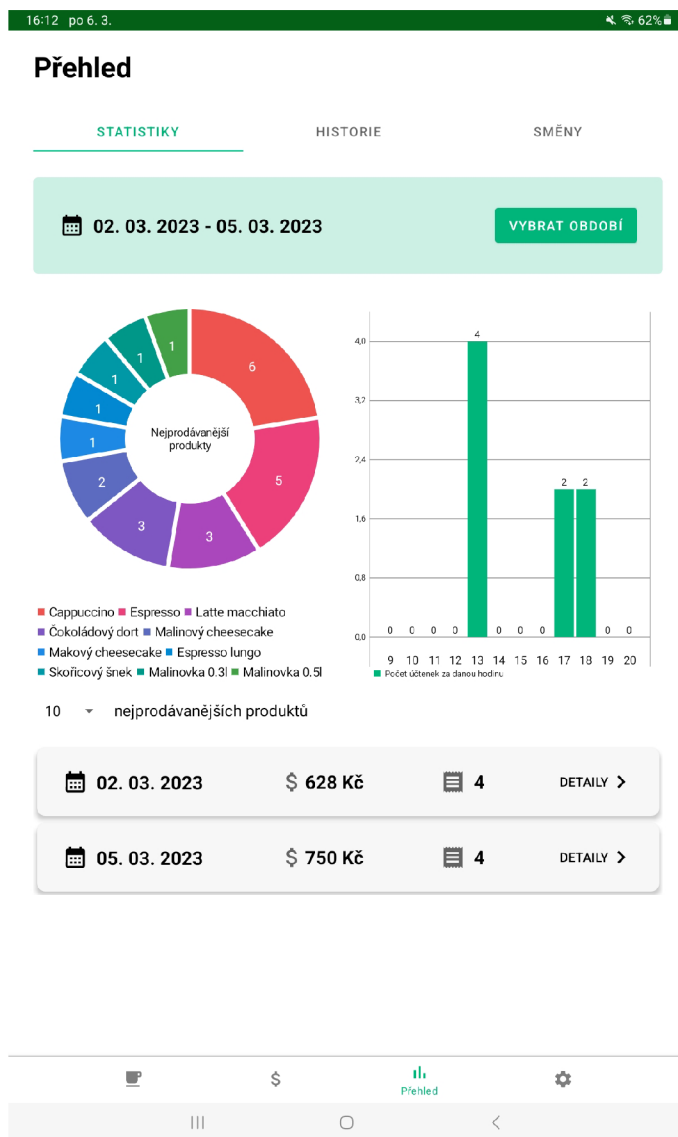 16:12 po 6. 3. 62%
Přehled
STATISTIKY HISTORIE SMĚNY
02. 03. 2023 - 05. 03. 2023 VYBRAT OBDOBÍ
6
5
3
3
2
1
1
1
1
1
Nejprodávanější
produkty
Cappuccino Espresso Latte macchiato
Čokoládový dort Malinový cheesecake
Makový cheesecake Espresso lungo
Skořicový šnek Malinovka 0.3l Malinovka 0.5l
4,0
3,2
2,4
1,6
0,8
0,0
0 0 0 0 4 0 0 0 2 2 0 0
9 10 11 12 13 14 15 16 17 18 19 20
Počet účtenek za danou hodinu
10 nejprodávanějších produktů
02. 03. 2023 $ 628 Kč 4 DETAILY
05. 03. 2023 $ 750 Kč 4 DETAILY
$
Přehled